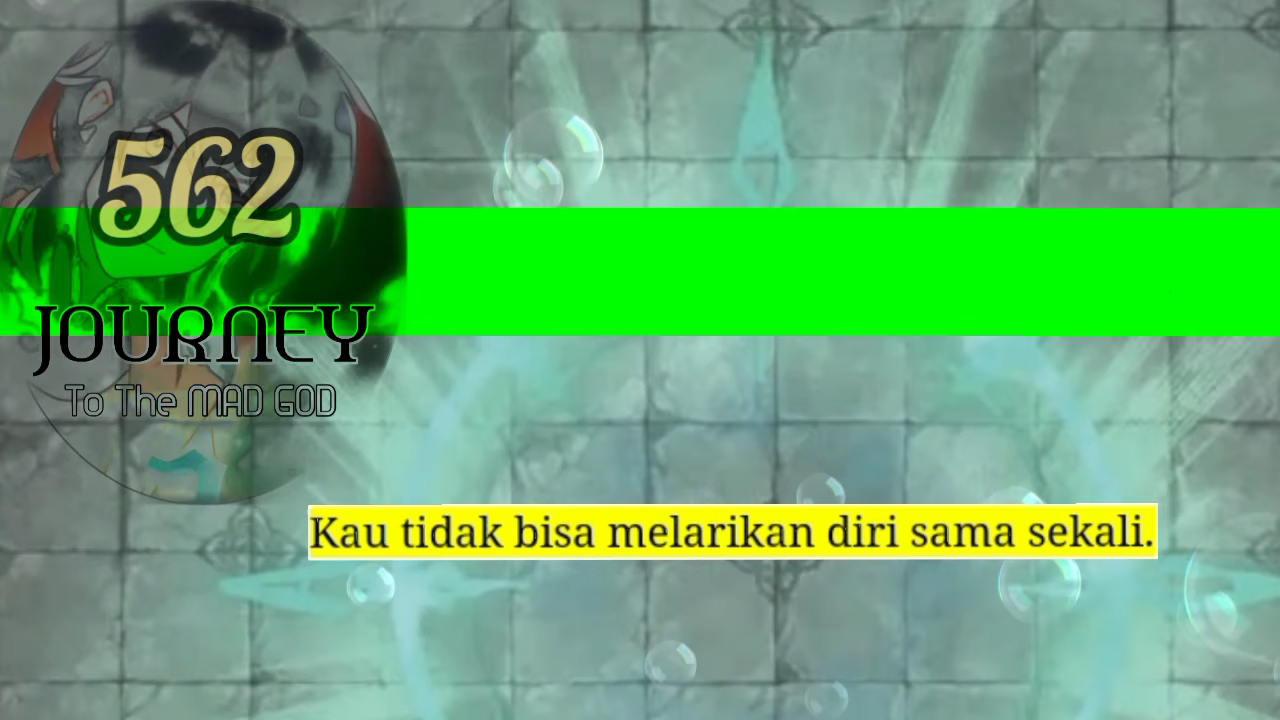 562
JOURNEY
To The MAD GOD
Kau tidak bisa melarikan diri sama sekali.